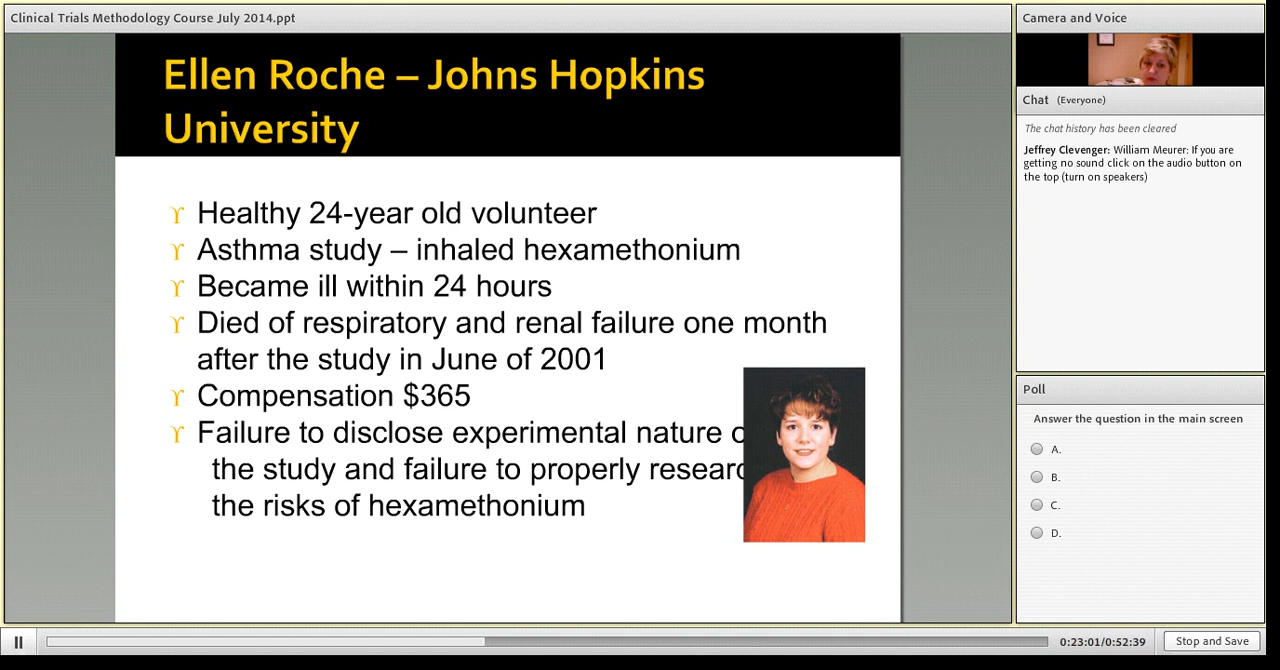 Clinical Trials Methodology Course July 2014.ppt
Ellen Roche – Johns Hopkins
University
Healthy 24-year old volunteer
Asthma study – inhaled hexamethonium
Became ill within 24 hours
Died of respiratory and renal failure one month
after the study in June of 2001
Compensation $365
Failure to disclose experimental nature
the study and failure to properly
the risks of hexamethonium
Camera and Voice
Chat (Everyone)
The chat history has been cleared
Jeffrey Clevenger: William Meurer: If you are
getting no sound click on the audio button on
the top (turn on speakers)
Poll
Answer the question in the main screen
A.
B.
C.
D.
0:23:01/0:52:39
Stop and Save